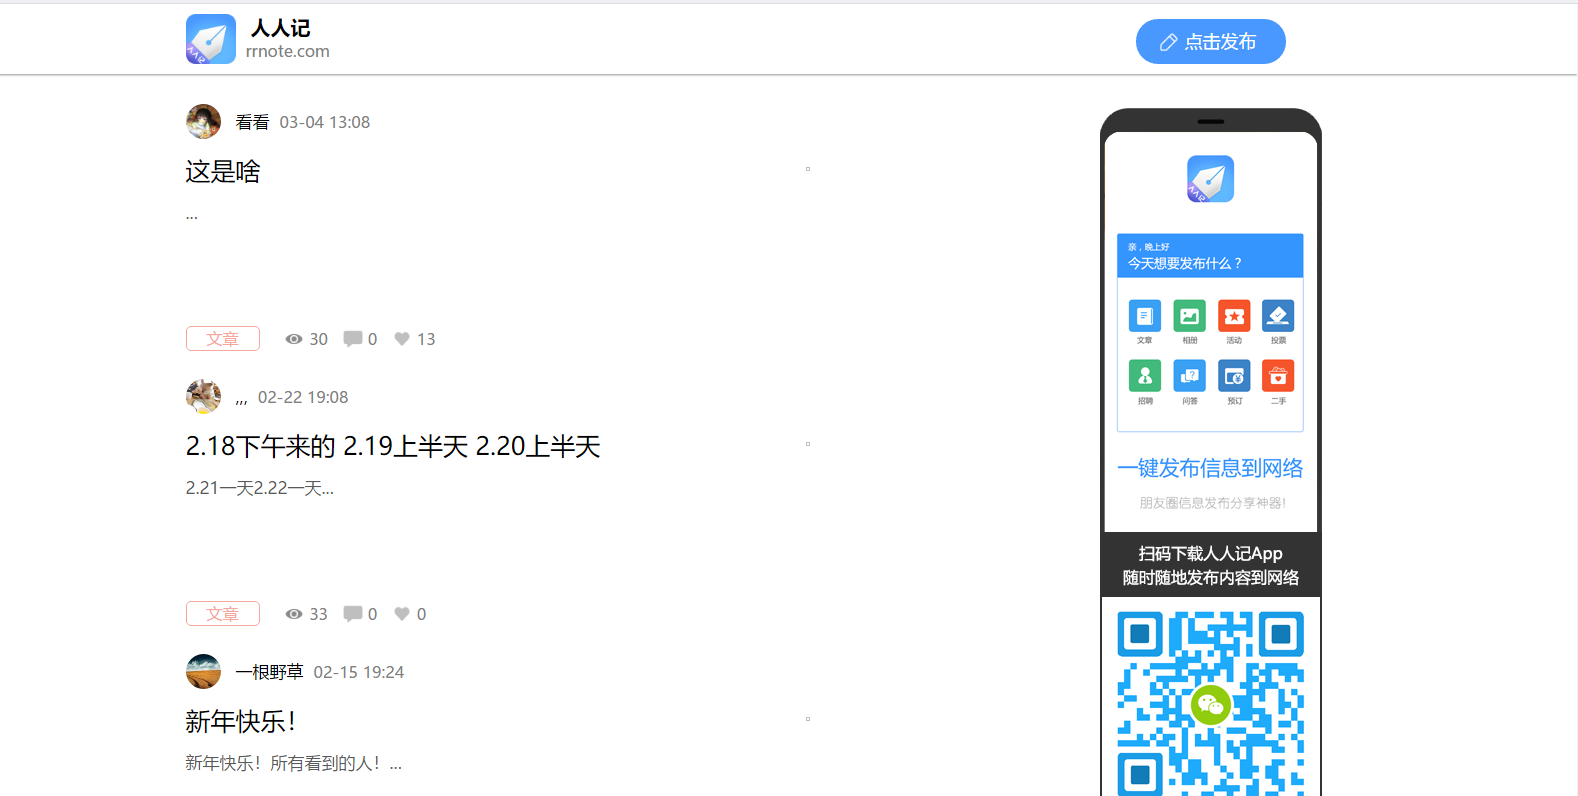 人人记
rrnote.com
点击发布
看看 03-04 13:08
这是啥
...
文章 30 0 13
,,, 02-22 19:08
2.18下午来的 2.19上半天 2.20上半天
2.21一天2.22一天...
文章 33 0 0
一根野草 02-15 19:24
新年快乐！
新年快乐！所有看到的人！...
人人记
亲，晚上好
今天想要发布什么？
文章 相册 活动 投票
招聘 问答 预订 二手
一键发布信息到网络
朋友圈信息发布分享神器!
扫码下载人人记App
随时随地发布内容到网络